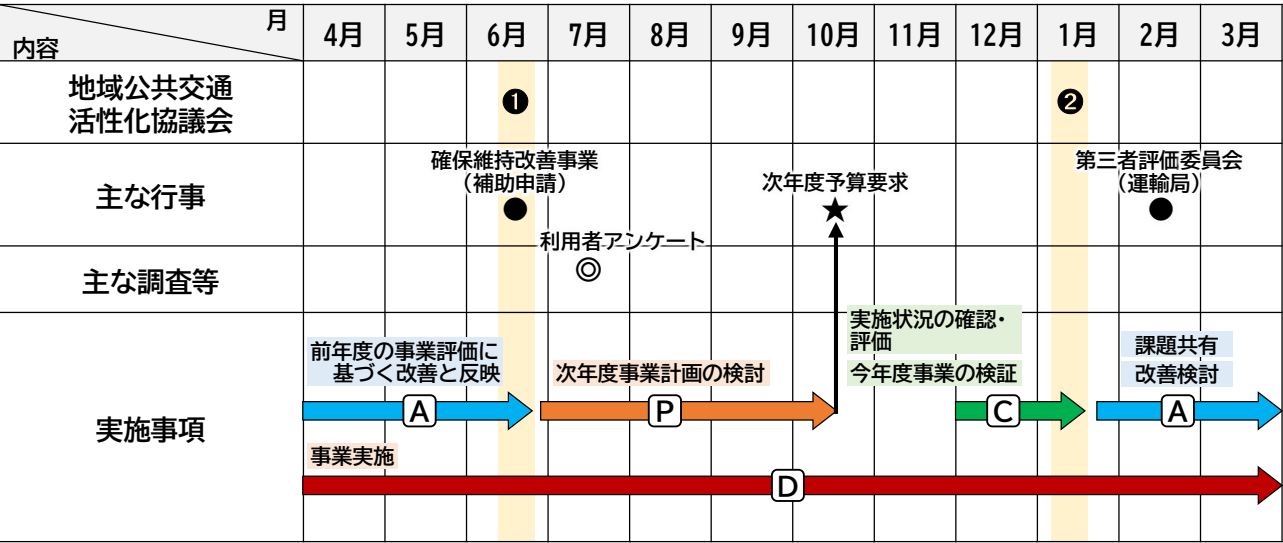 月
内容
4月 5月 6月 7月 8月 9月 10月 11月 12月 1月 2月 3月
地域公共交通
活性化協議会
❶ ❷
主な行事
確保維持改善事業
（補助申請）
●
次年度予算要求
★
第三者評価委員会
（運輸局）
●
主な調査等
利用者アンケート
◎
実施事項
前年度の事業評価に
基づく改善と反映
A
次年度事業計画の検討
P
実施状況の確認・
評価
今年度事業の検証
C
課題共有
改善検討
A
事業実施
D